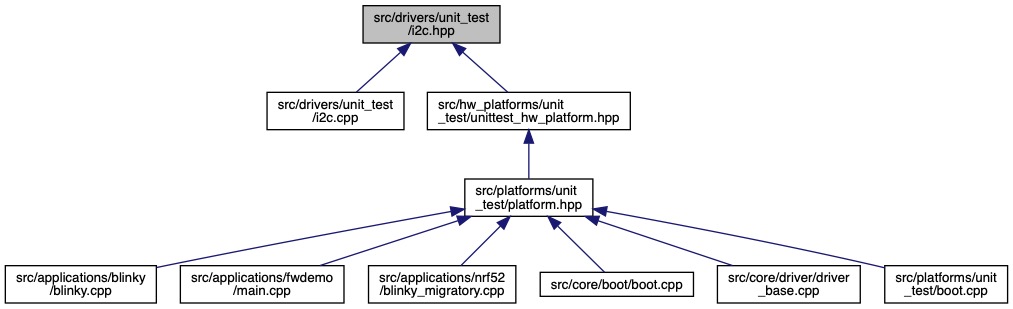 src/drivers/unit_test
/i2c.hpp
src/drivers/unit_test
/i2c.cpp
src/hw_platforms/unit
_test/unittest_hw_platform.hpp
src/platforms/unit
_test/platform.hpp
src/applications/blinky
/blinky.cpp
src/applications/fwdemo
/main.cpp
src/applications/nrf52
/blinky_migratory.cpp
src/core/boot/boot.cpp
src/core/driver/driver
_base.cpp
src/platforms/unit
_test/boot.cpp